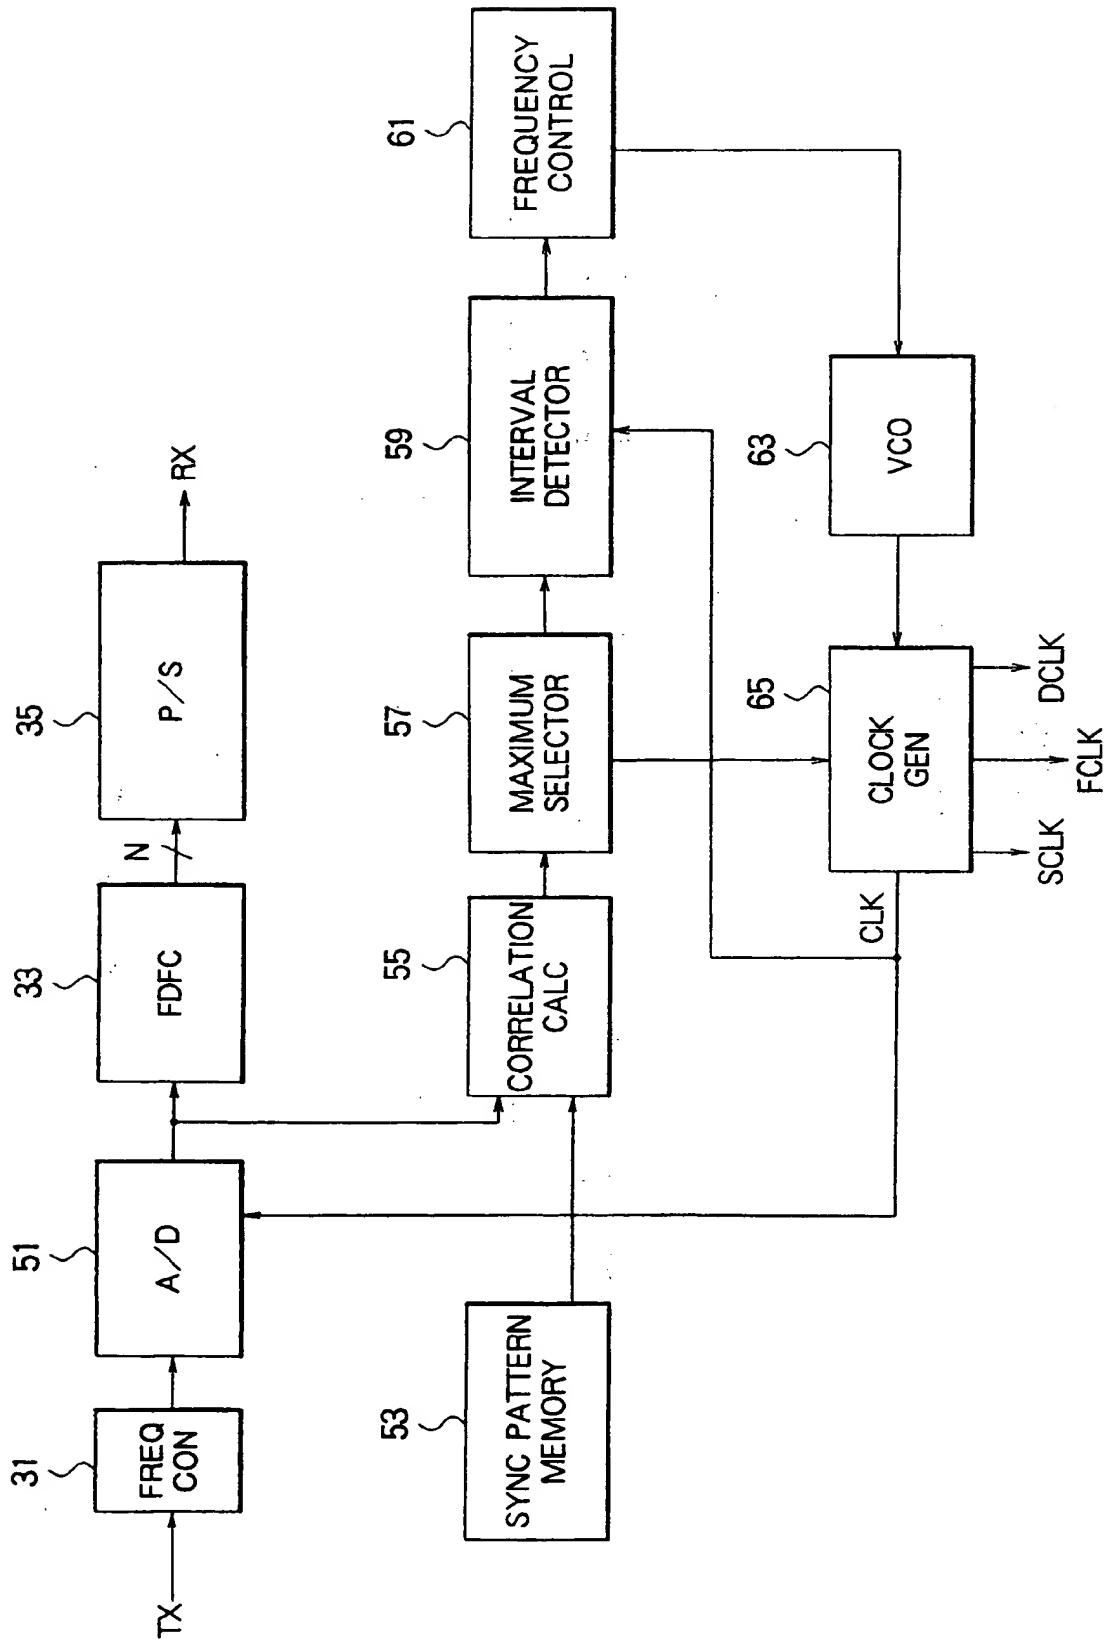 TX
31
FREQ
CON
51
A/D
33
FDFC
N
35
P/S
RX
53
SYNC PATTERN
MEMORY
55
CORRELATION
CALC
57
MAXIMUM
SELECTOR
59
INTERVAL
DETECTOR
61
FREQUENCY
CONTROL
CLK
65
CLOCK
GEN
63
VCO
SCLK
FCLK
DCLK